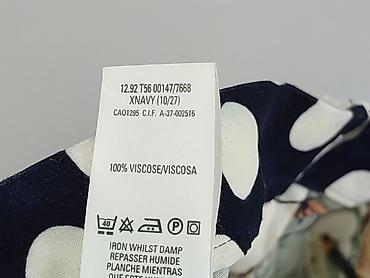 12.92 T56 00147/7668
XNAVY (10/27)
CAO1295 C.I.F. A-37-002516
100% VISCOSE/VISCOSA
40 P
IRON WHILST DAMP
REPASSER HUMIDE
PLANCHE MIENTRAS